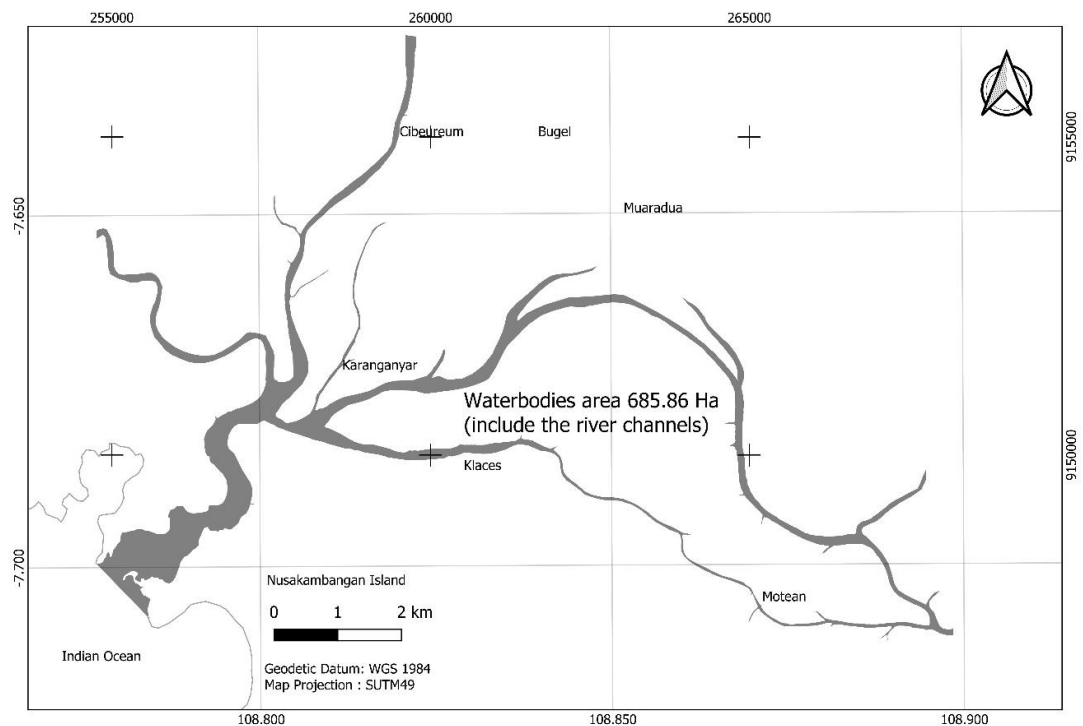 255000
260000
265000
Cibeureum
Bugel
9155000
Muaradua
-7.650
Karanganyar
Waterbodies area 685.86 Ha
(include the river channels)
Klaces
9150000
-7.700
Nusakambangan Island
0 1 2 km
Motean
Indian Ocean
Geodetic Datum: WGS 1984
Map Projection : SUTM49
108.800
108.850
108.900